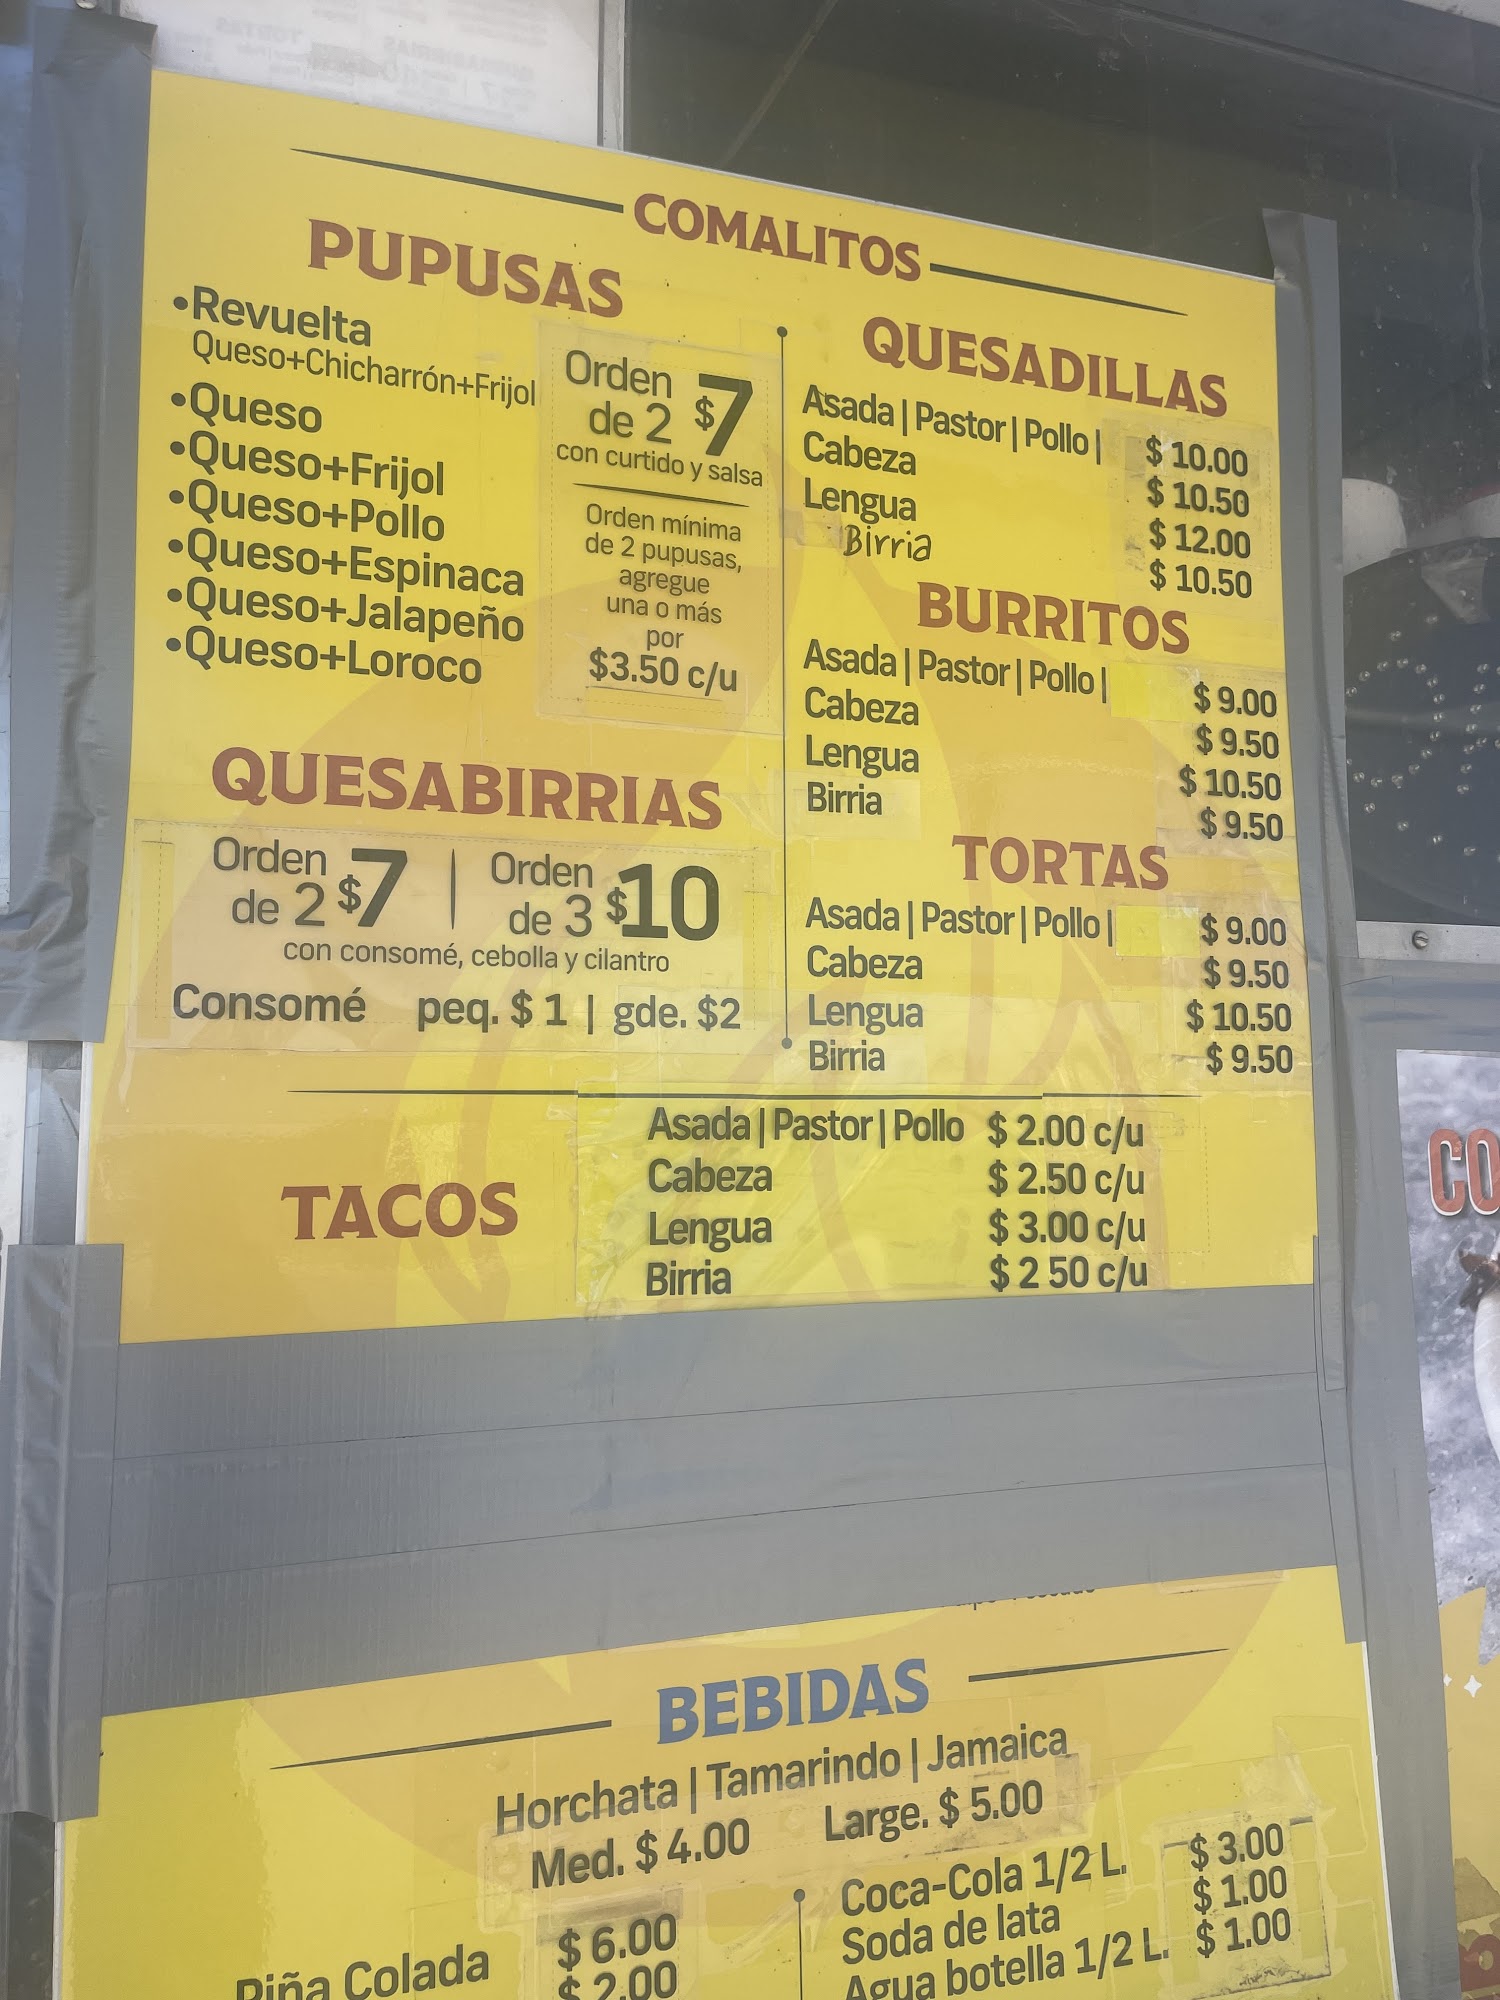 COMALITOS
PUPUSAS
•Revuelta
Queso+Chicharrón+Frijol
•Queso
•Queso+Frijol
•Queso+Pollo
•Queso+Espinaca
•Queso+Jalapeño
•Queso+Loroco
Orden
de 2 $7
con curtido y salsa
Orden mínima
de 2 pupusas,
agregue
una o más
por
$3.50 c/u
QUESABIRRIAS
Orden
de 2 $7
Orden
de 3 $10
con consomé, cebolla y cilantro
Consomé peq. $ 1 | gde. $2
QUESADILLAS
Asada | Pastor | Pollo | $ 10.00
Cabeza $ 10.50
Lengua $ 12.00
Birria $ 10.50
BURRITOS
Asada | Pastor | Pollo | $ 9.00
Cabeza $ 9.50
Lengua $ 10.50
Birria $ 9.50
TORTAS
Asada | Pastor | Pollo | $ 9.00
Cabeza $ 9.50
Lengua $ 10.50
Birria $ 9.50
TACOS
Asada | Pastor | Pollo $ 2.00 c/u
Cabeza $ 2.50 c/u
Lengua $ 3.00 c/u
Birria $ 2 50 c/u
BEBIDAS
Horchata | Tamarindo | Jamaica
Med. $ 4.00 Large. $ 5.00
Piña Colada $ 6.00
$ 2.00
Coca-Cola 1/2 L. $ 3.00
Soda de lata $ 1.00
Agua botella 1/2 L. $ 1.00
CO